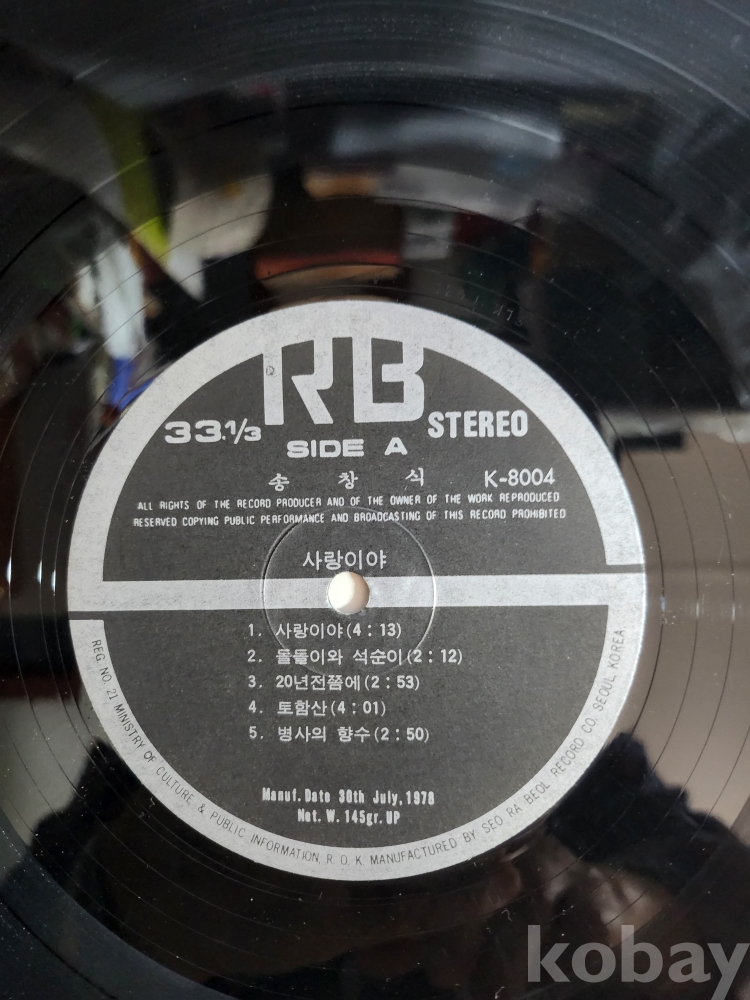 RB
33.⅓ STEREO
SIDE A
송 창 식 K-8004
ALL RIGHTS OF THE RECORD PRODUCER AND OF THE OWNER OF THE WORK REPRODUCED
RESERVED COPYING PUBLIC PERFORMANCE AND BROADCASTING OF THIS RECORD PROHIBITED
사랑이야
1. 사랑이야(4:13)
2. 돌돌이와 석순이(2:12)
3. 20년전쯤에(2:53)
4. 토함산(4:01)
5. 병사의 향수(2:50)
Manuf. Date 30th July, 1978
Net. W. 145gr. UP
REG. NO. 21 MINISTRY OF CULTURE & PUBLIC INFORMATION, R. O. K. MANUFACTURED BY SEO RA BEOL RECORD CO. SEOUL, KOREA
kobay